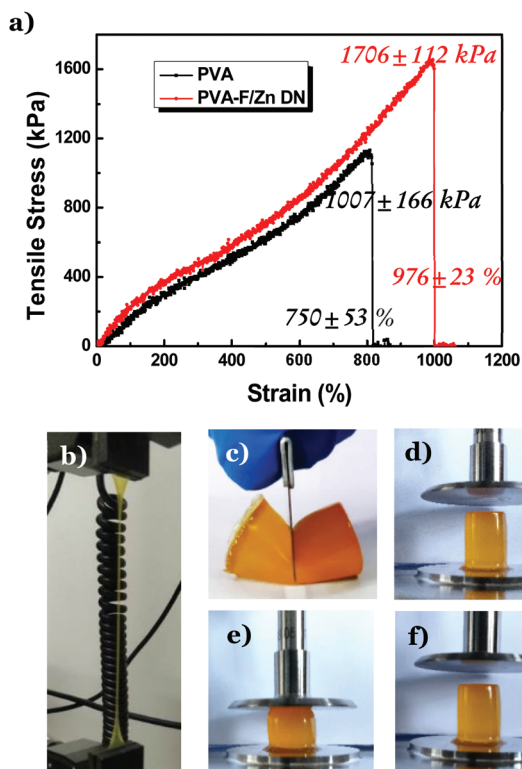 a)
1706±112 kPa
1600
PVA
PVA-F/Zn DN
1200
1007±166 kPa
800
976±23 %
400
750±53 %
0
0 200 400 600 800 1000 1200
Tensile Stress (kPa)
Strain (%)
b)
c)
d)
e)
f)